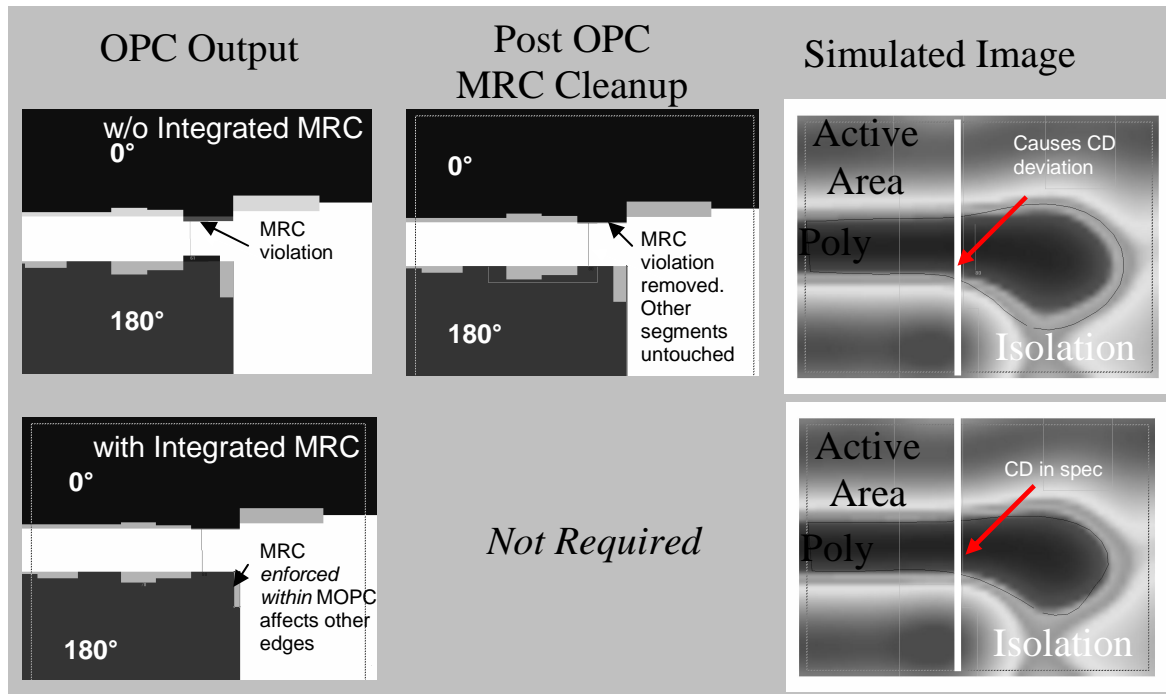 OPC Output
Post OPC
MRC Cleanup
Simulated Image
w/o Integrated MRC
0°
MRC
violation
180°
0°
MRC
violation
removed.
Other
segments
untouched
180°
Active
Area
Causes CD
deviation
Poly
Isolation
with Integrated MRC
0°
MRC
enforced
within MOPC
affects other
edges
180°
Not Required
Active
Area
CD in spec
Poly
Isolation